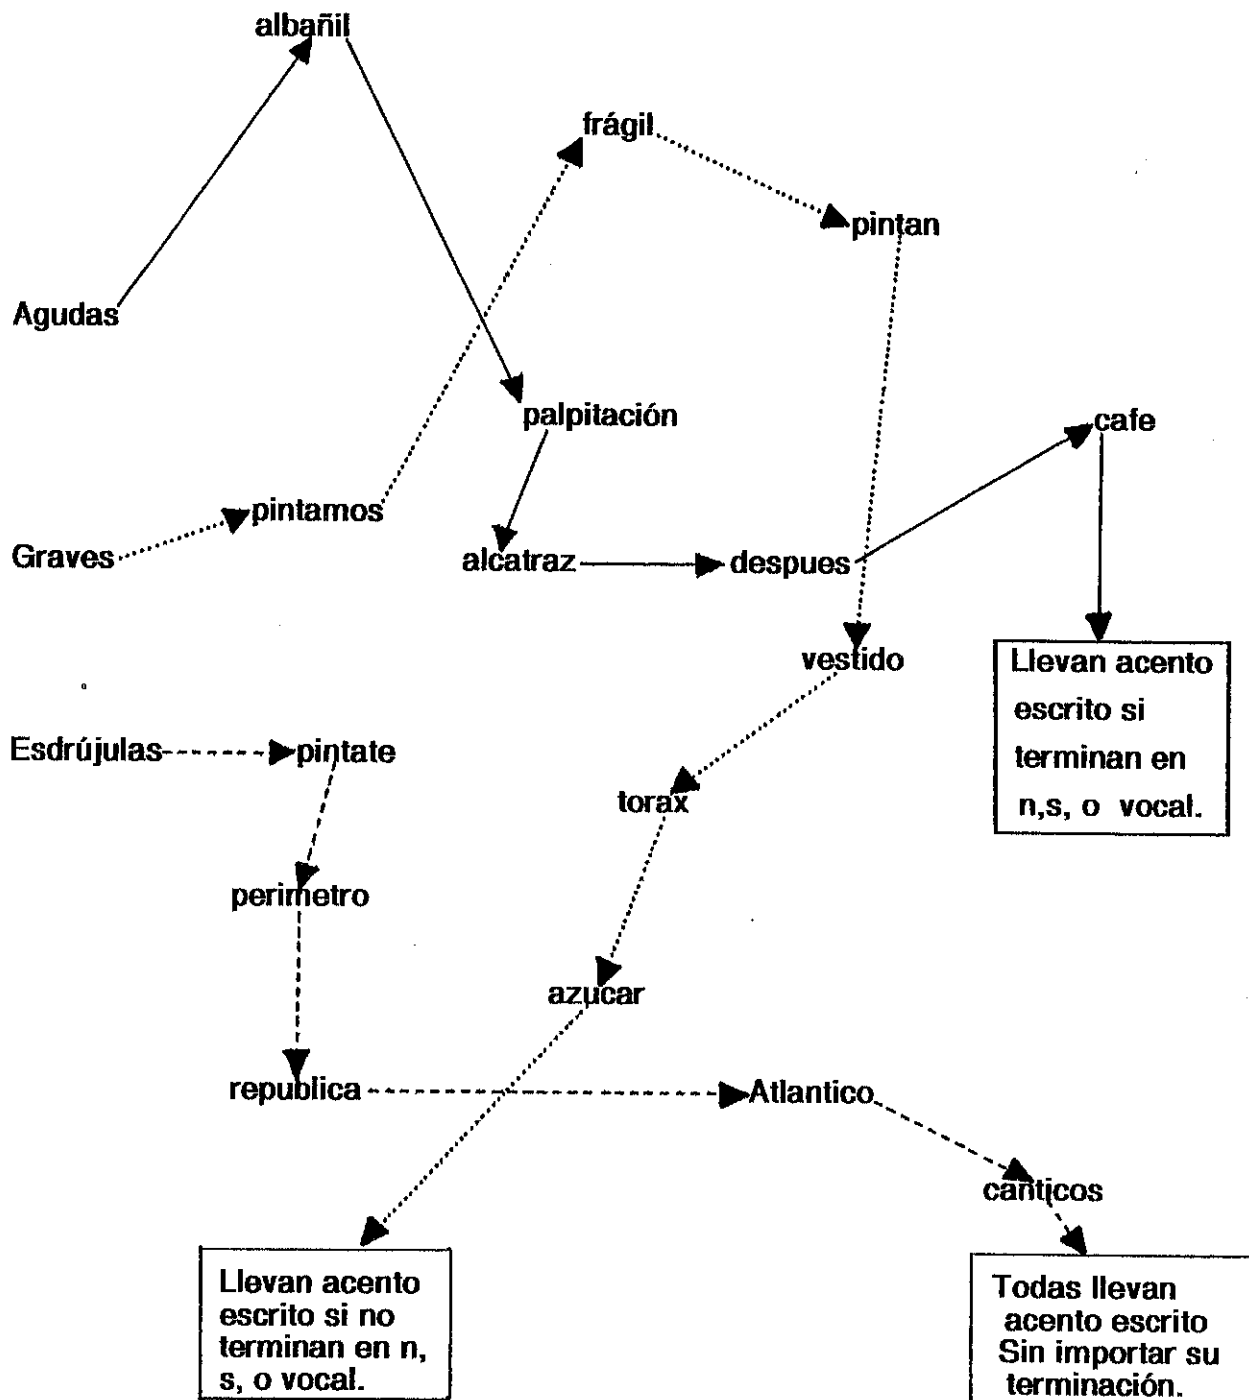 albañil
frágil
pintan
Agudas
palpitación
cafe
pintamos
Graves
alcatraz
despues
vestido
Llevan acento
escrito si
terminan en
n,s, o vocal.
Esdrújulas
pintate
torax
perimetro
azucar
republica
Atlantico
canticos
Llevan acento
escrito si no
terminan en n,
s, o vocal.
Todas llevan
acento escrito
Sin importar su
terminación.